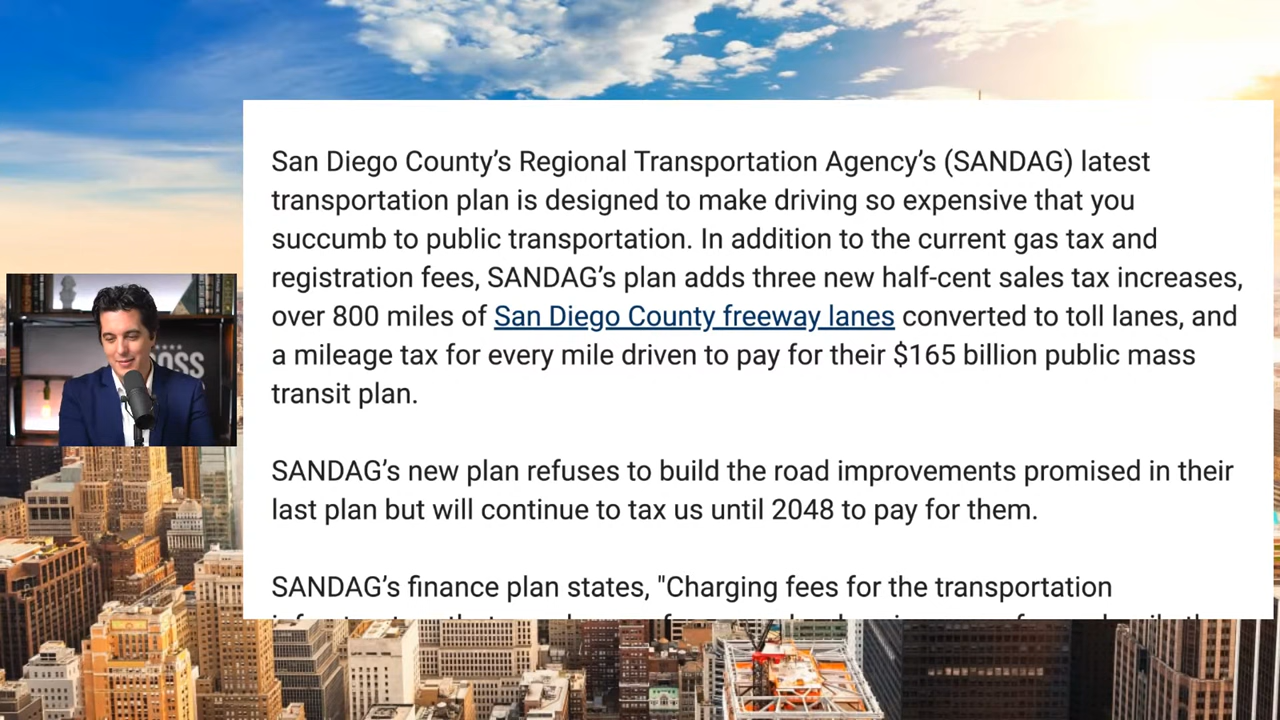 San Diego County’s Regional Transportation Agency’s (SANDAG) latest
transportation plan is designed to make driving so expensive that you
succumb to public transportation. In addition to the current gas tax and
registration fees, SANDAG’s plan adds three new half-cent sales tax increases,
over 800 miles of San Diego County freeway lanes converted to toll lanes, and
a mileage tax for every mile driven to pay for their $165 billion public mass
transit plan.
SANDAG’s new plan refuses to build the road improvements promised in their
last plan but will continue to tax us until 2048 to pay for them.
SANDAG’s finance plan states, "Charging fees for the transportation